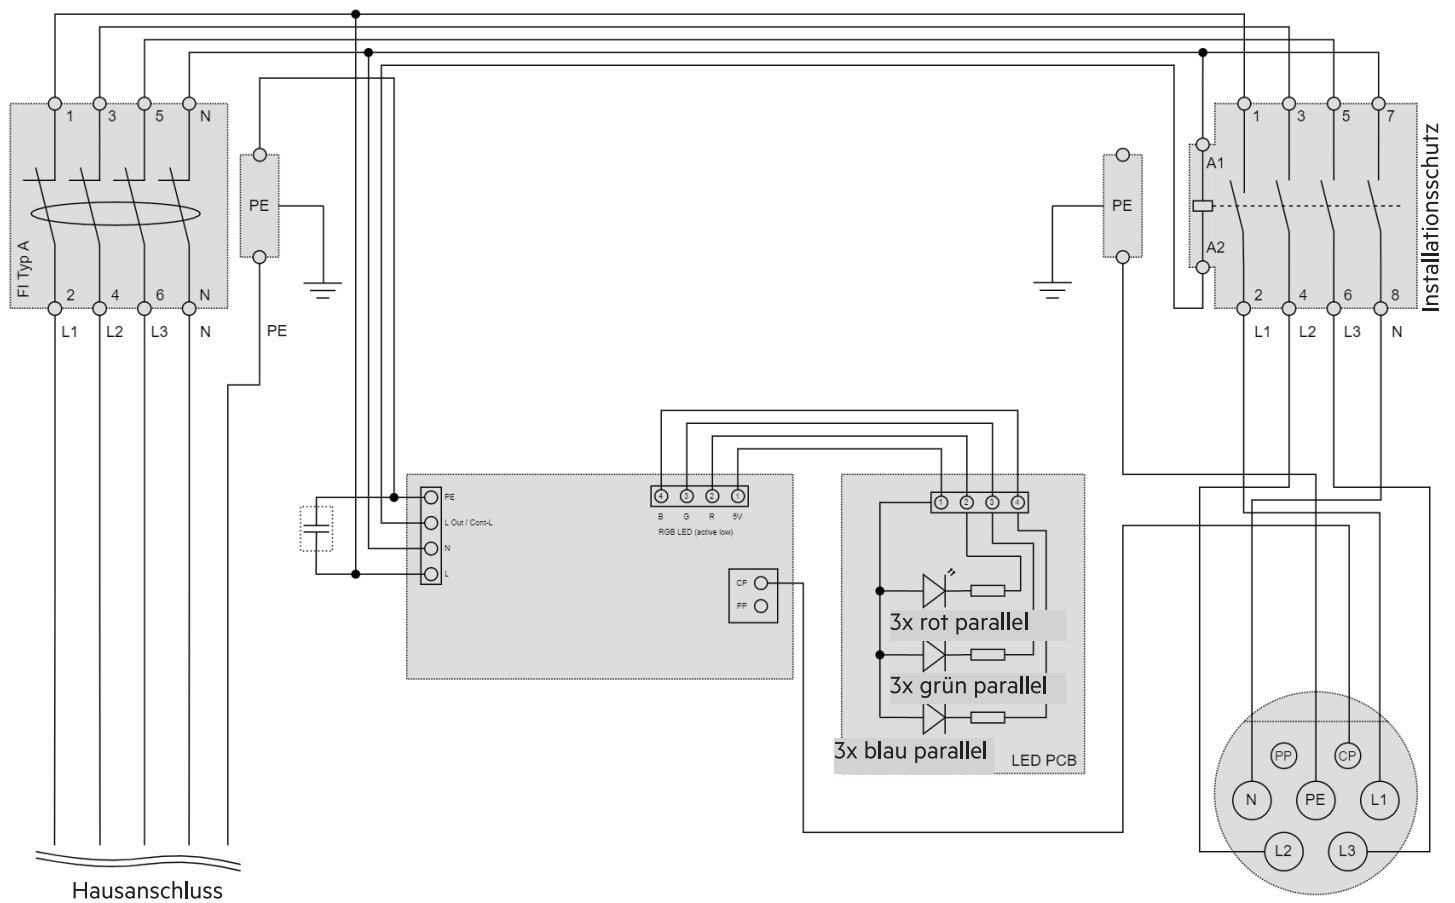 1 3 5 N
FI Typ A
2 4 6 N
L1 L2 L3 N PE
PE
PE
A1
A2
1 3 5 7
2 4 6 8
L1 L2 L3 N
Installationsschutz
PE
L Out / Cont-L
N
L
4 3 2 1
B G R 5V
RGB LED (active low)
CP
PP
1 2 3 4
3x rot parallel
3x grün parallel
3x blau parallel
LED PCB
PP CP
N PE L1
L2 L3
Hausanschluss